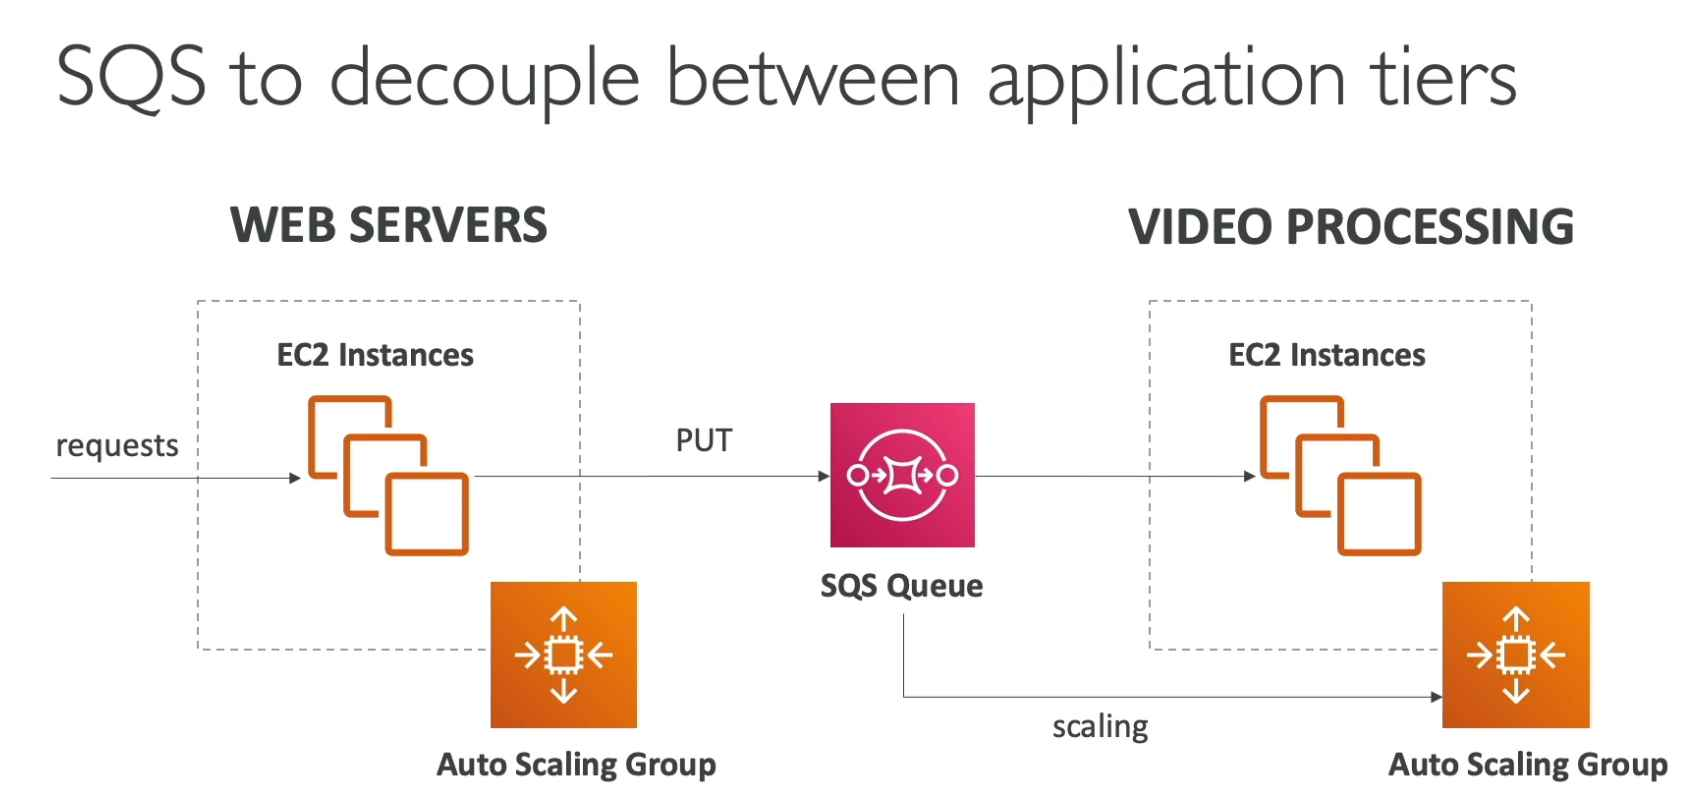 SQS to decouple between application tiers
WEB SERVERS
VIDEO PROCESSING
EC2 Instances
EC2 Instances
requests
PUT
SQS Queue
scaling
Auto Scaling Group
Auto Scaling Group